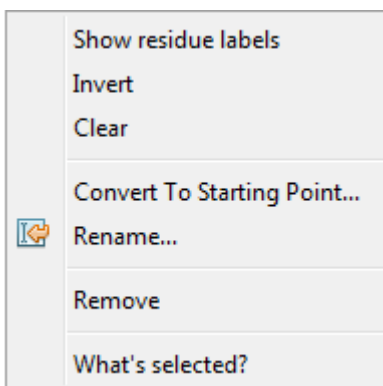 Show residue labels
Invert
Clear
Convert To Starting Point...
Rename...
Remove
What's selected?